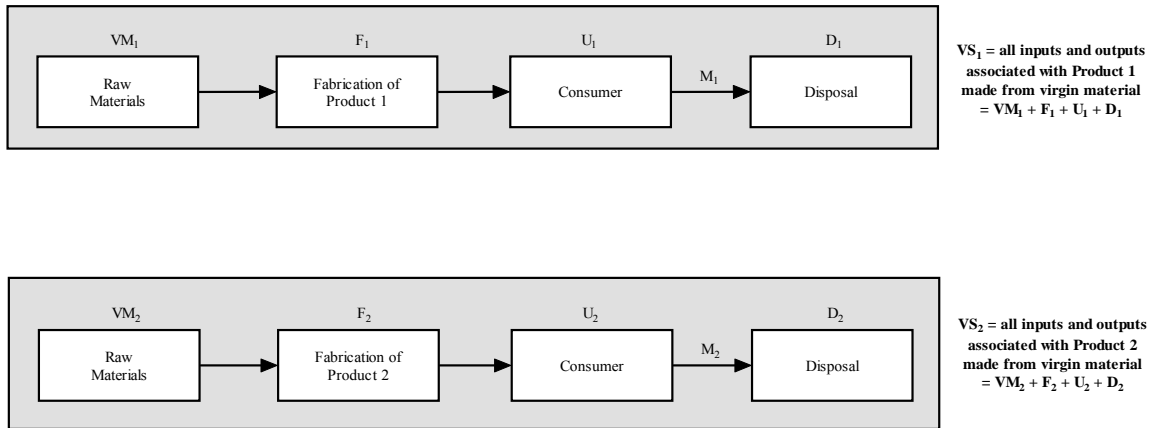 VM₁ F₁ U₁ D₁
Raw
Materials
Fabrication of
Product 1
Consumer
M₁
Disposal
VS₁ = all inputs and outputs
associated with Product 1
made from virgin material
= VM₁ + F₁ + U₁ + D₁
VM₂ F₂ U₂ D₂
Raw
Materials
Fabrication of
Product 2
Consumer
M₂
Disposal
VS₂ = all inputs and outputs
associated with Product 2
made from virgin material
= VM₂ + F₂ + U₂ + D₂